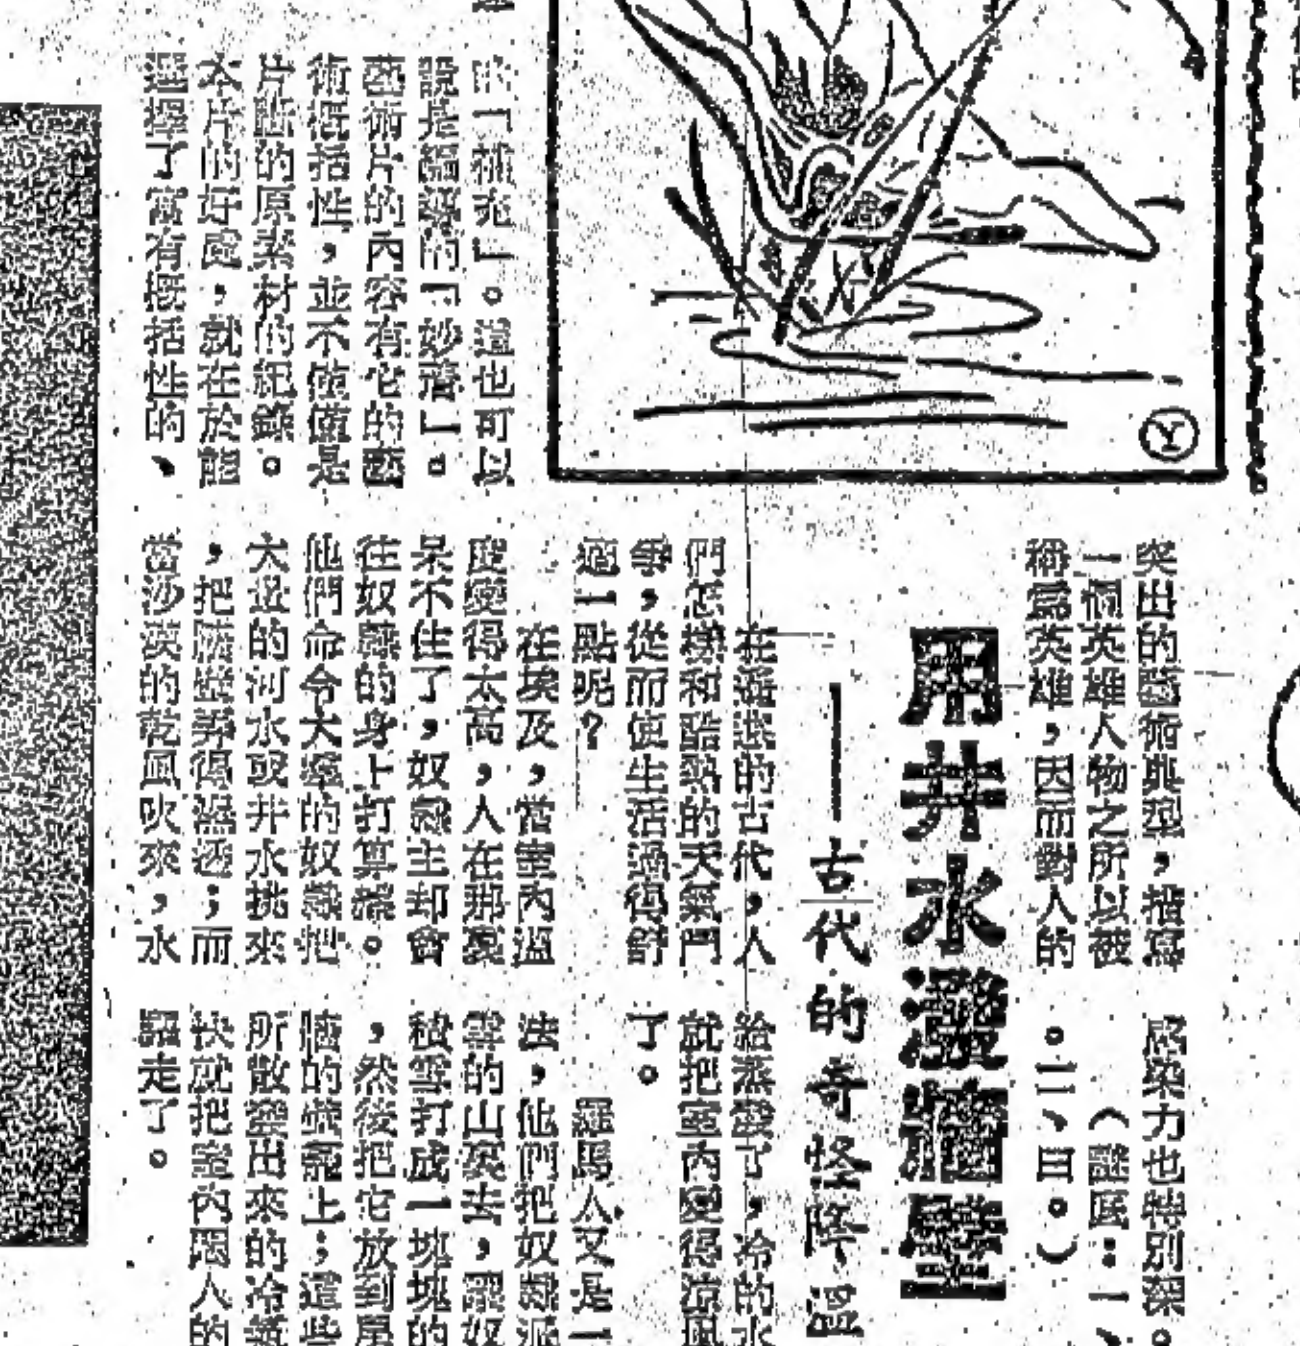 的「補充」。這也可以
說是編導的「妙」。
藝術片的內容有它的藝
術概括性，並不僅僅是
片斷的原素材的紀錄。
本片的好處，就在於能
選擇了富有概括性的、
突出的藝術典型，描寫
一個英雄人物之所以被
稱爲英雄，因而對人的
感染力也特別深。
（謎底：一、
。二、目。）
用井水潑牆壁
——古代的奇怪降溫
在遙遠的古代，人
們怎樣和酷熱的天氣鬥
爭，從而使生活過得舒
適一點呢？
在埃及，當室內溫
度變得太高，人在那裏
呆不住了，奴隸主却會
往奴隸的身上打算盤。
他們命令大羣的奴隸把
大量的河水或井水挑來
，把牆壁弄得濕透；而
當沙漠的乾風吹來，水
給蒸發了，冷的水
就把室內變得涼風
了。
羅馬人又是一
法，他們把奴隸派
雪的山裏去，讓奴
積雪打成一塊塊的
，然後把它放到房
牆的上；這些
所散發出來的冷氣
快就把室內悶人的
趕走了。
Y